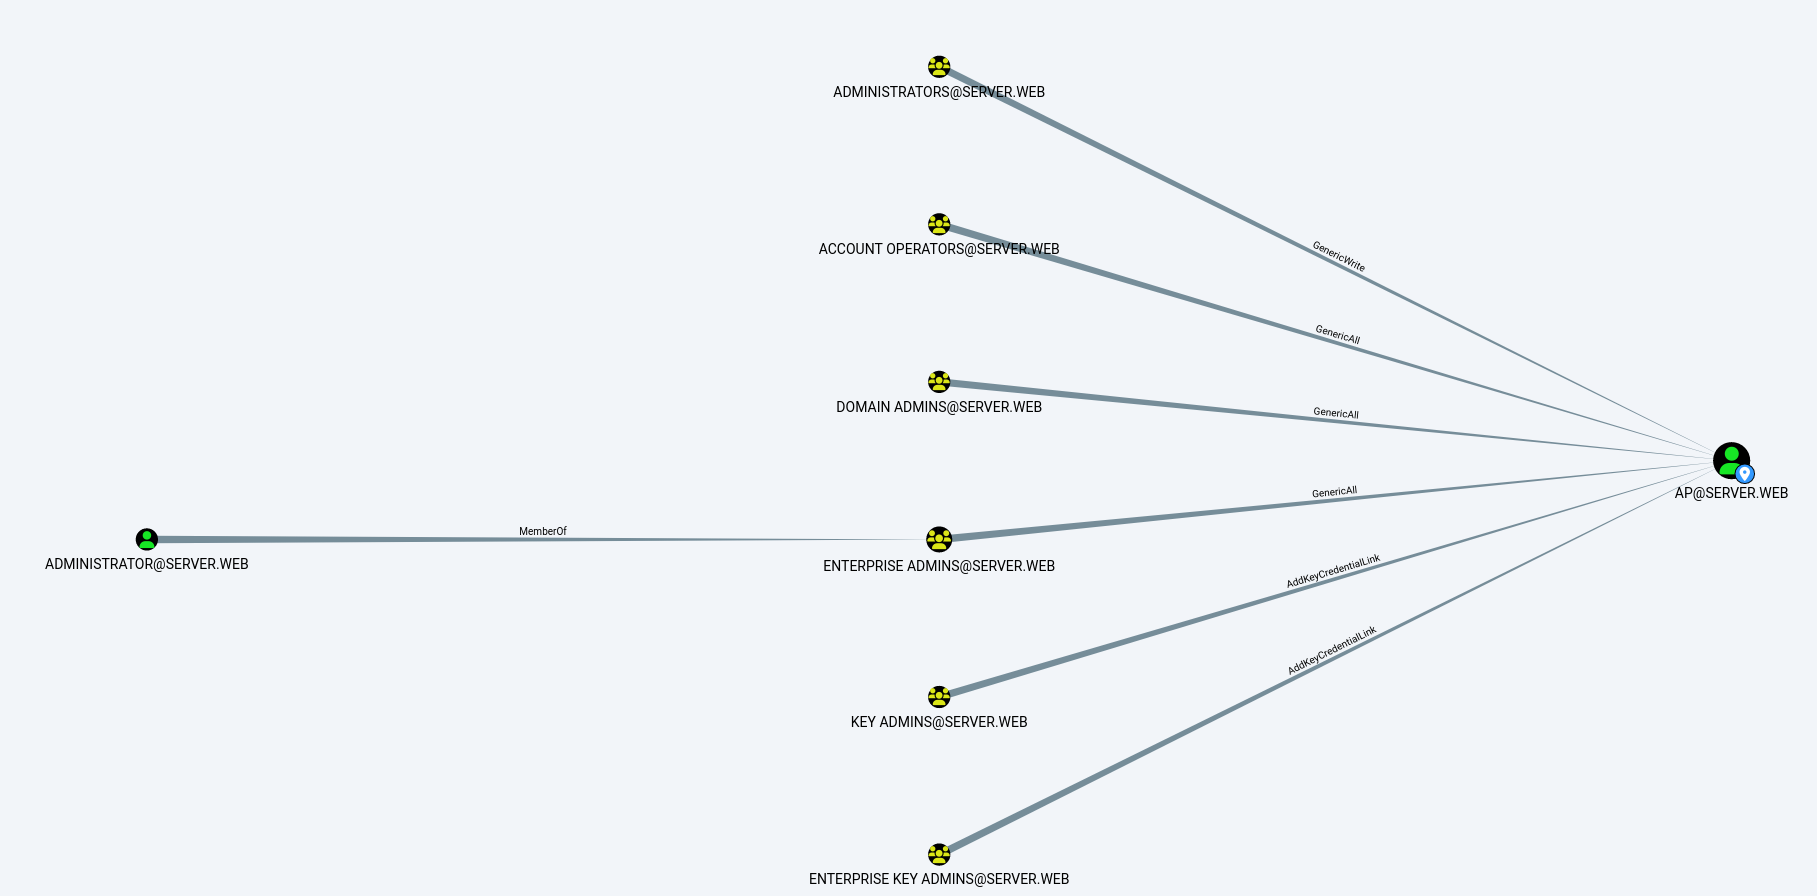 ADMINISTRATORS@SERVER.WEB
GenericWrite
ACCOUNT OPERATORS@SERVER.WEB
GenericAll
DOMAIN ADMINS@SERVER.WEB
GenericAll
AP@SERVER.WEB
GenericAll
MemberOf
ADMINISTRATOR@SERVER.WEB
ENTERPRISE ADMINS@SERVER.WEB
AddKeyCredentialLink
AddKeyCredentialLink
KEY ADMINS@SERVER.WEB
ENTERPRISE KEY ADMINS@SERVER.WEB